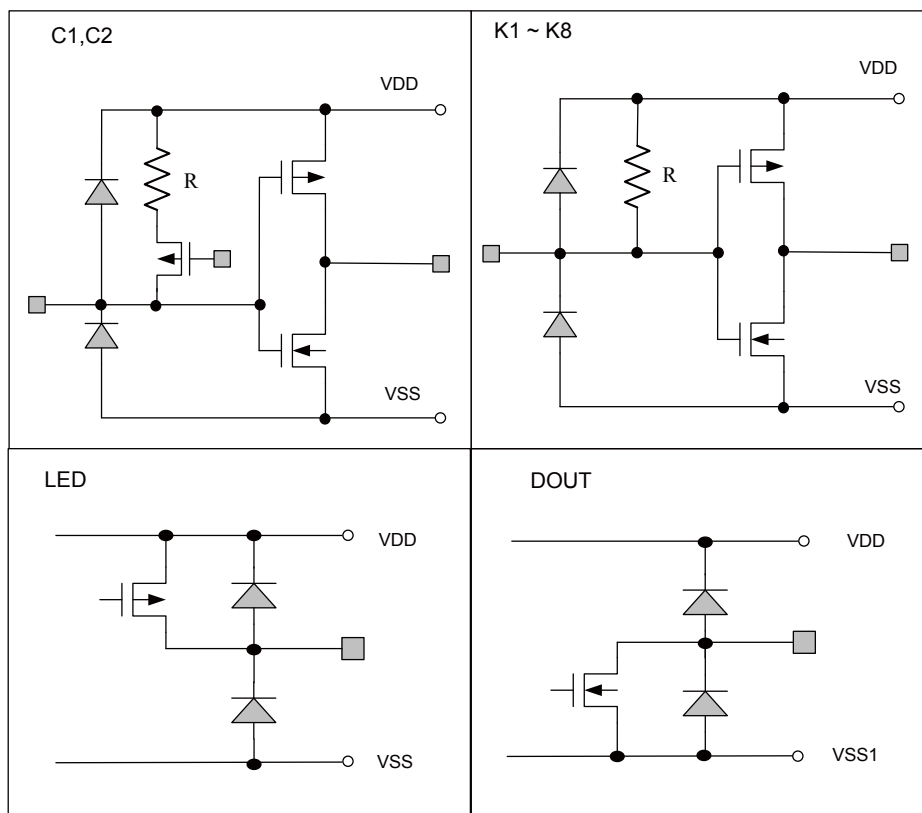 C1,C2
VDD
R
VSS
K1 ~ K8
VDD
R
VSS
LED
VDD
VSS
DOUT
VDD
VSS1